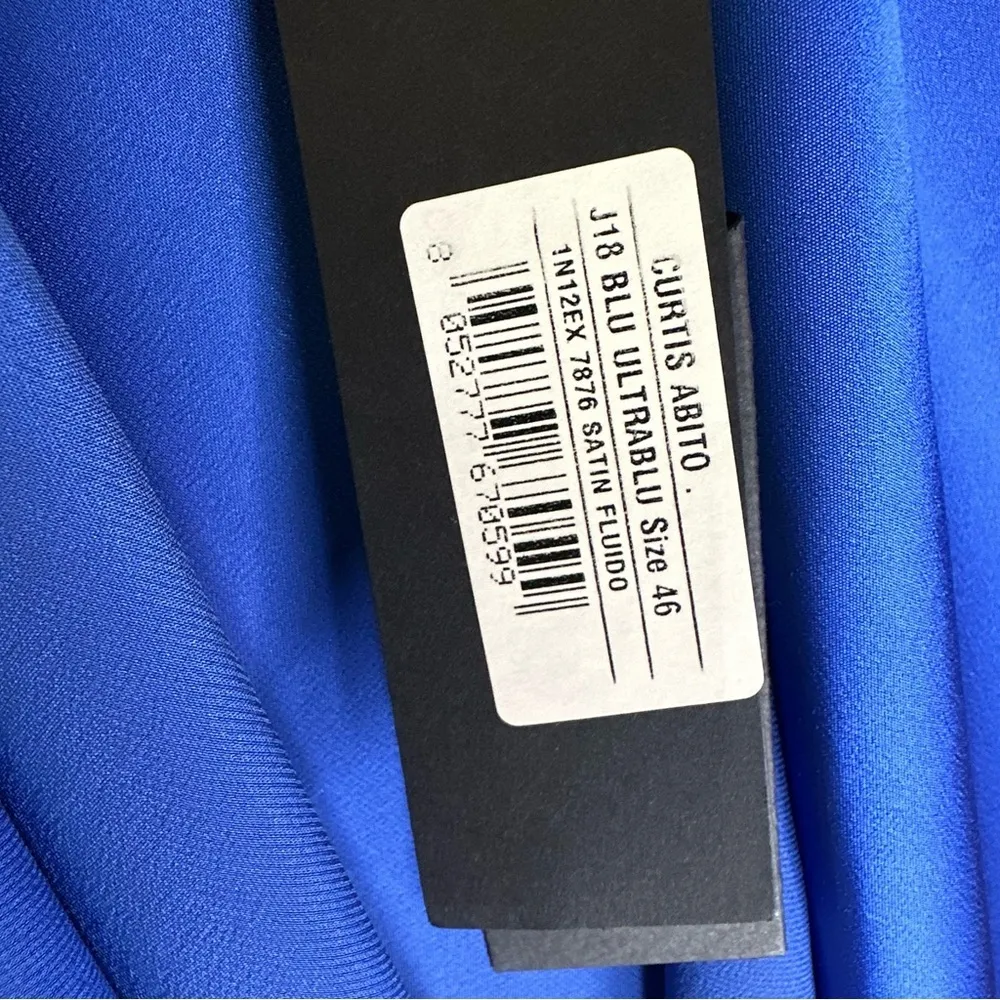 CURTIS ABITO .
J18 BLU ULTRABLU Size 46
1N12EX 7876 SATIN FLUIDO
8 052777 670599